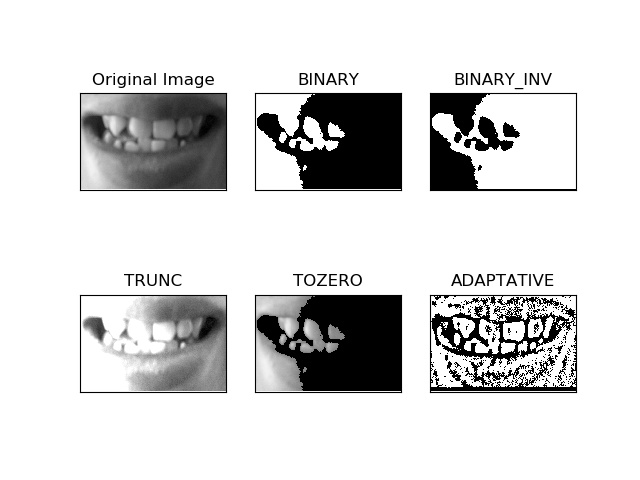 Original Image
BINARY
BINARY_INV
TRUNC
TOZERO
ADAPTATIVE